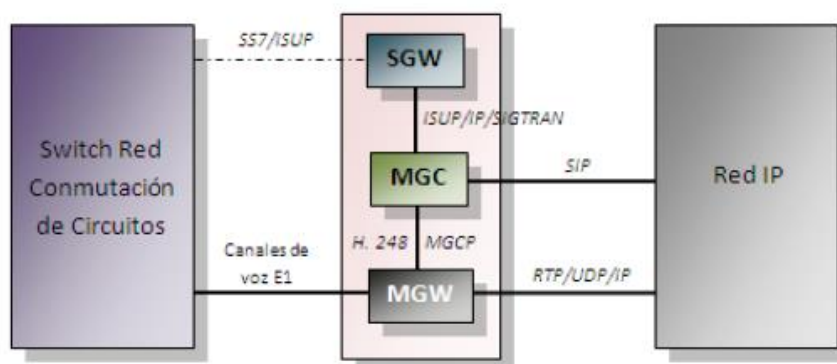 SS7/ISUP
SGW
ISUP/IP/SIGTRAN
Switch Red
Conmutación
de Circuitos
MGC
SIP
Red IP
Canales de
voz E1
H. 248 MGCP
MGW
RTP/UDP/IP